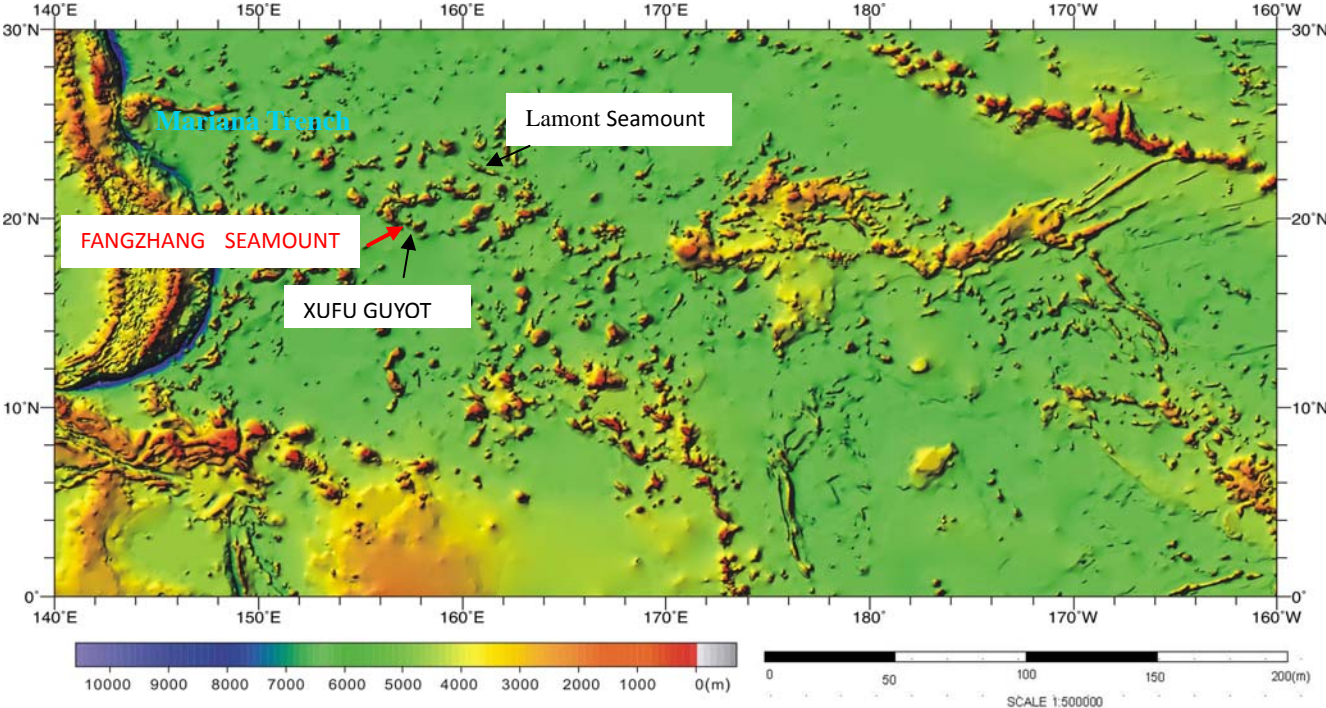 140˚E 150˚E 160˚E 170˚E 180˚ 170˚W 160˚W
30˚N 30˚N
Mariana Trench
Lamont Seamount
20˚N 20˚N
FANGZHANG SEAMOUNT
XUFU GUYOT
10˚N 10˚N
0˚ 0˚
140˚E 150˚E 160˚E 170˚E 180˚ 170˚W 160˚W
10000 9000 8000 7000 6000 5000 4000 3000 2000 1000 0(m)
0 50 100 150 200(m)
SCALE 1:500000